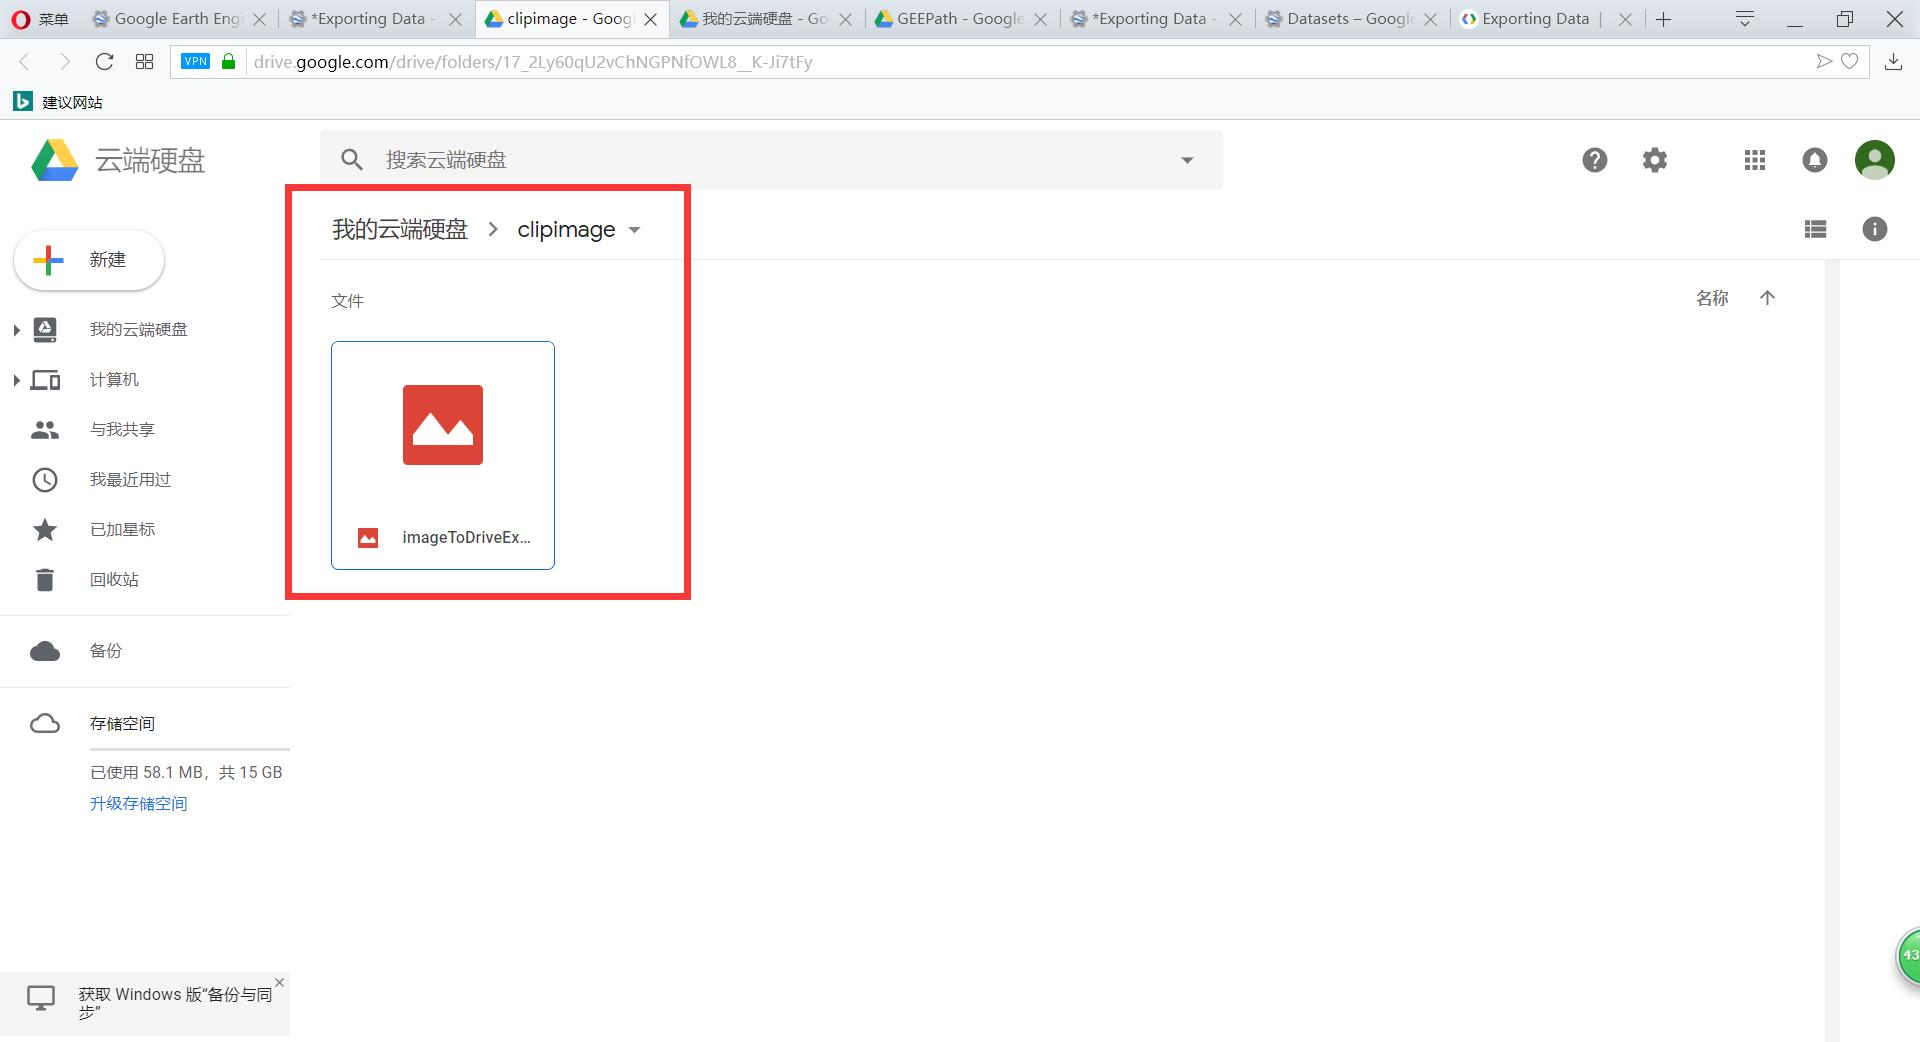 菜单
Google Earth Engi
*Exporting Data -
clipimage - Googl
我的云端硬盘 - Go
GEEPath - Google
*Exporting Data -
Datasets – Google
Exporting Data |
VPN
drive.google.com/drive/folders/17_2Ly60qU2vChNGPNfOWL8__K-Ji7tFy
建议网站
云端硬盘
搜索云端硬盘
我的云端硬盘 > clipimage
新建
文件
名称
我的云端硬盘
计算机
与我共享
我最近用过
已加星标
回收站
imageToDriveEx...
备份
存储空间
已使用 58.1 MB，共 15 GB
升级存储空间
获取 Windows 版“备份与同
步”
43